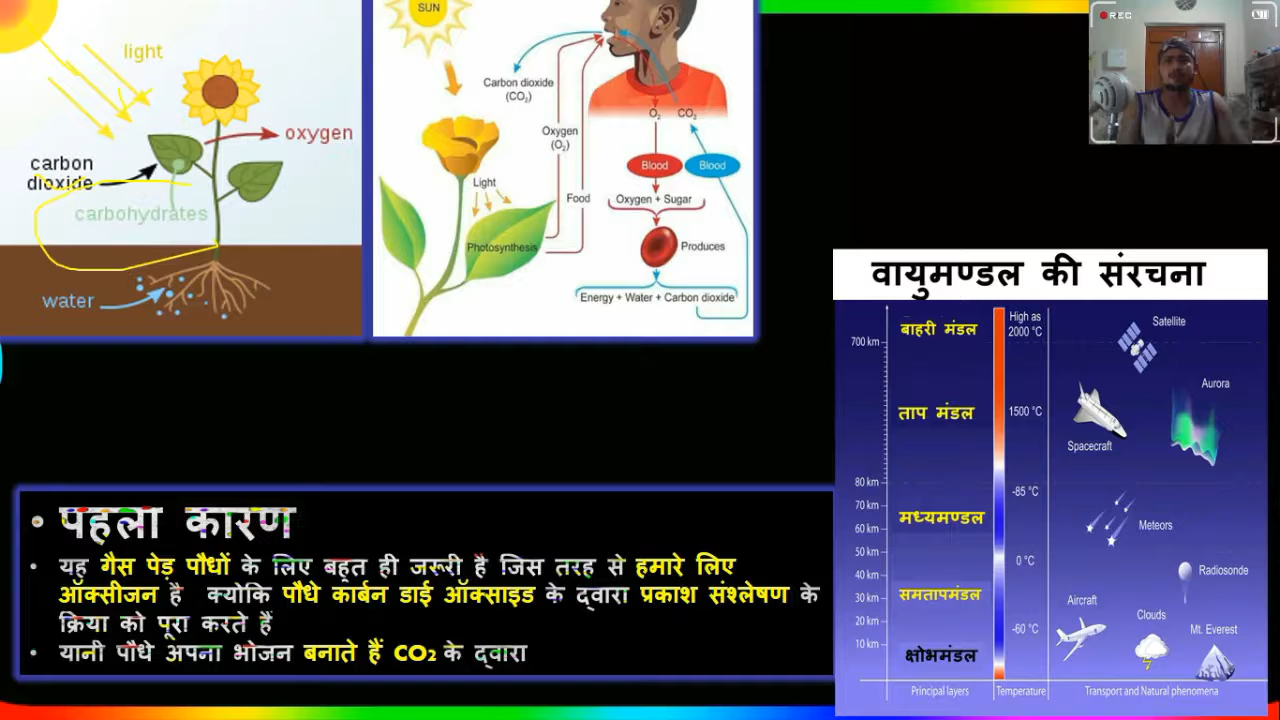 light
oxygen
carbon
dioxide
carbohydrates
water
SUN
Carbon dioxide
(CO₂)
Oxygen
(O₂)
Light
Food
Photosynthesis
O₂ CO₂
Blood Blood
Oxygen + Sugar
Produces
Energy + Water + Carbon dioxide
REC
वायुमण्डल की संरचना
High as
2000 °C
Satellite
बाहरी मंडल
700 km
Aurora
ताप मंडल
1500 °C
Spacecraft
80 km
-85 °C
70 km
मध्यमण्डल
60 km
Meteors
50 km
0 °C
Radiosonde
40 km
समतापमंडल
30 km
Aircraft
Clouds
20 km
-60 °C
Mt. Everest
10 km
क्षोभमंडल
Principal layers
Temperature
Transport and Natural phenomena
• पहला कारण
• यह गैस पेड़ पौधों के लिए बहुत ही जरूरी है जिस तरह से हमारे लिए
ऑक्सीजन है क्योकि पौधे कार्बन डाई ऑक्साइड के द्वारा प्रकाश संश्लेषण के
क्रिया को पूरा करते हैं
• यानी पौधे अपना भोजन बनाते हैं CO₂ के द्वारा